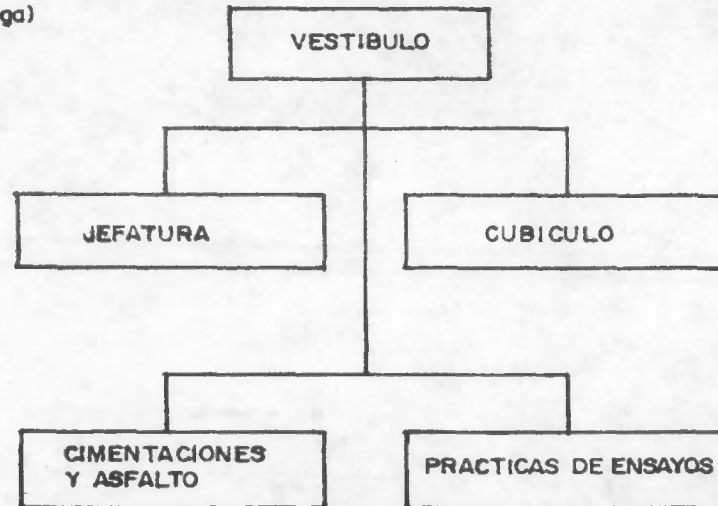 ga)
VESTIBULO
JEFATURA
CUBICULO
CIMENTACIONES
Y ASFALTO
PRACTICAS DE ENSAYOS